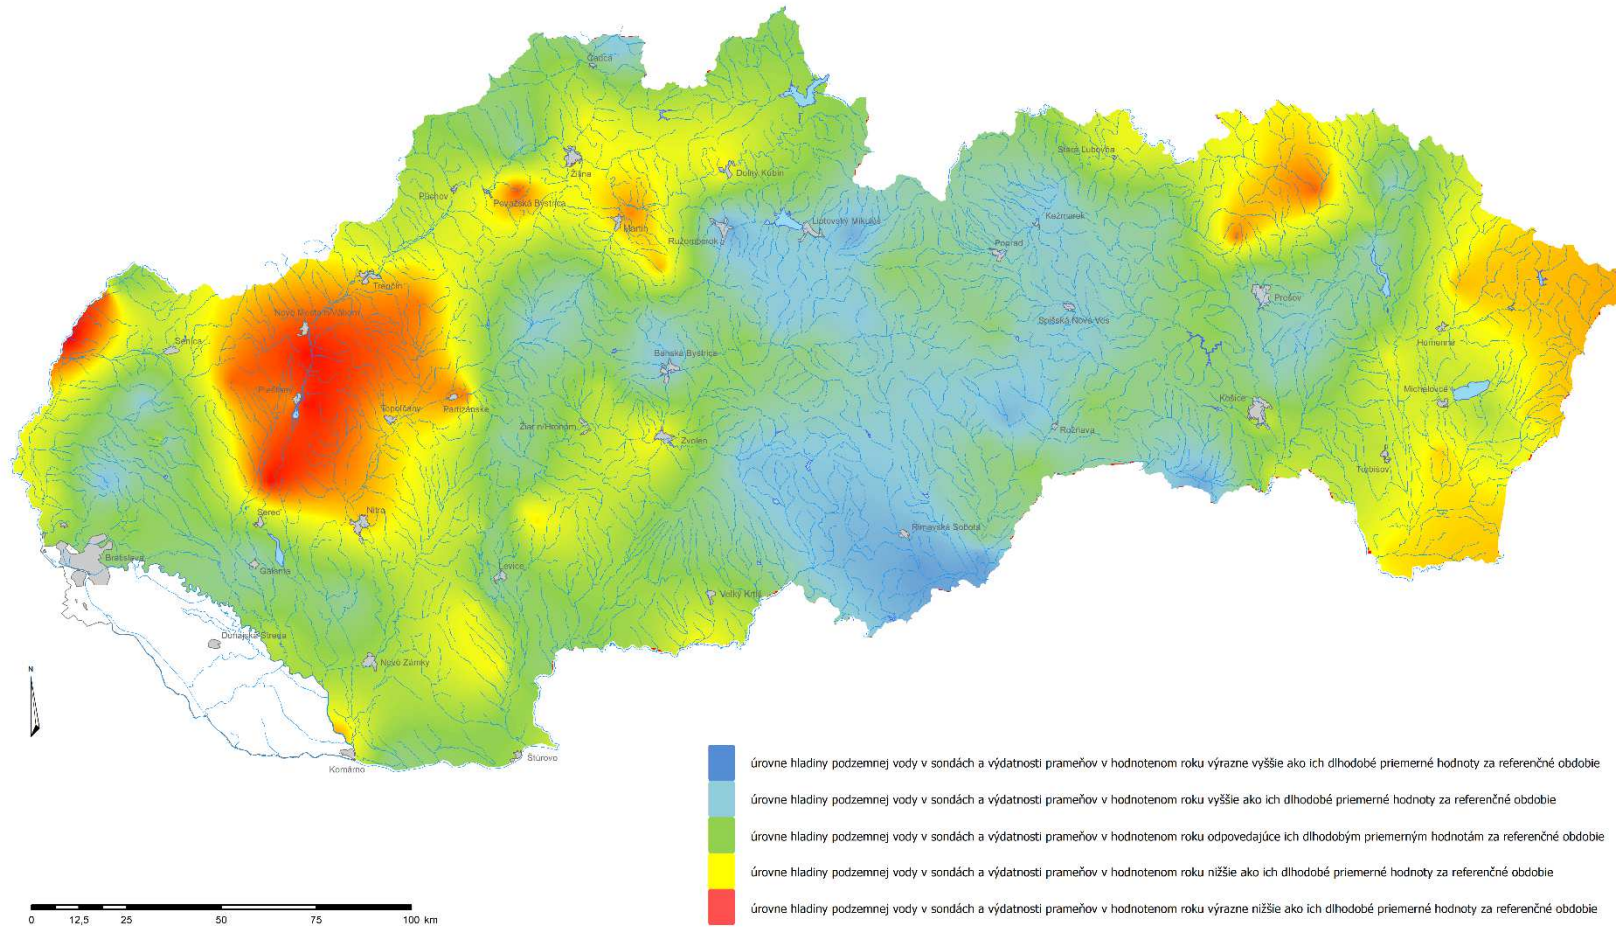 Čadca
Stará Ľubovňa
Žilina
Dolný Kubín
Púchov
Považská Bystrica
Martin
Ružomberok
Liptovský Mikuláš
Kežmarok
Poprad
Trenčín
Prešov
Nové Mesto n/Váhom
Spišská Nová Ves
Senica
Humenné
Banská Bystrica
Piešťany
Partizánske
Topoľčany
Michalovce
Košice
Žiar n/Hronom
Zvolen
Rožňava
Trebišov
Sereď
Nitra
Rimavská Sobota
Bratislava
Galanta
Levice
Veľký Krtíš
Dunajská Streda
Nové Zámky
N
Štúrovo
Komárno
úrovne hladiny podzemnej vody v sondách a výdatnosti prameňov v hodnotenom roku výrazne vyššie ako ich dlhodobé priemerné hodnoty za referenčné obdobie
úrovne hladiny podzemnej vody v sondách a výdatnosti prameňov v hodnotenom roku vyššie ako ich dlhodobé priemerné hodnoty za referenčné obdobie
úrovne hladiny podzemnej vody v sondách a výdatnosti prameňov v hodnotenom roku odpovedajúce ich dlhodobým priemerným hodnotám za referenčné obdobie
úrovne hladiny podzemnej vody v sondách a výdatnosti prameňov v hodnotenom roku nižšie ako ich dlhodobé priemerné hodnoty za referenčné obdobie
úrovne hladiny podzemnej vody v sondách a výdatnosti prameňov v hodnotenom roku výrazne nižšie ako ich dlhodobé priemerné hodnoty za referenčné obdobie
0 12,5 25 50 75 100 km